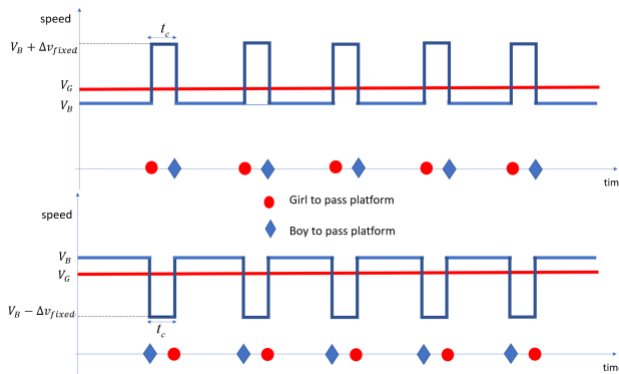 speed
t_c
V_B + Δv_fixed
V_G
V_B
tim
Girl to pass platform
speed
Boy to pass platform
V_B
V_G
V_B − Δv_fixed
t_c
time